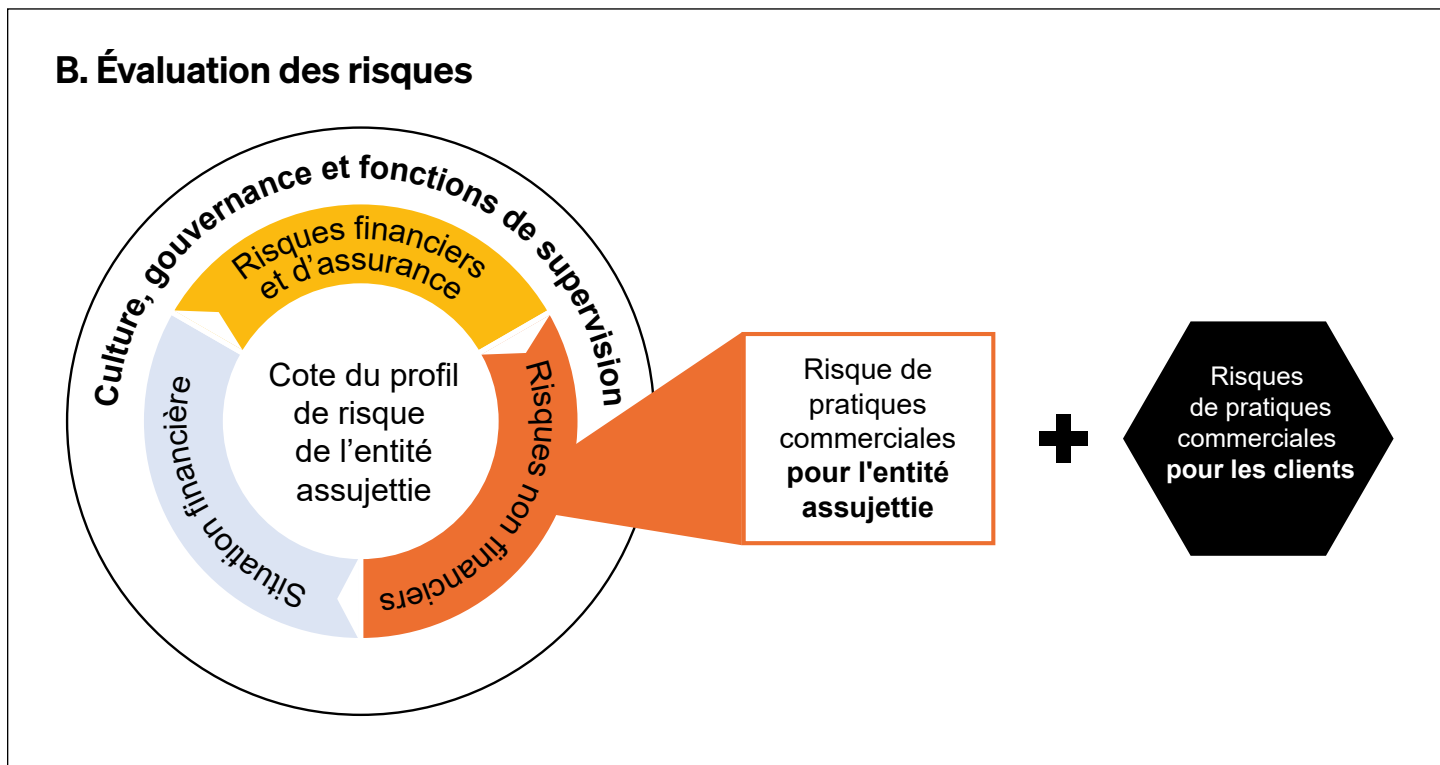 B. Évaluation des risques
Culture, gouvernance et fonctions de supervision
Risques financiers
et d’assurance
Situation financière
Risques non financiers
Cote du profil
de risque
de l’entité
assujettie
Risque de
pratiques
commerciales
pour l'entité
assujettie
Risques
de pratiques
commerciales
pour les clients